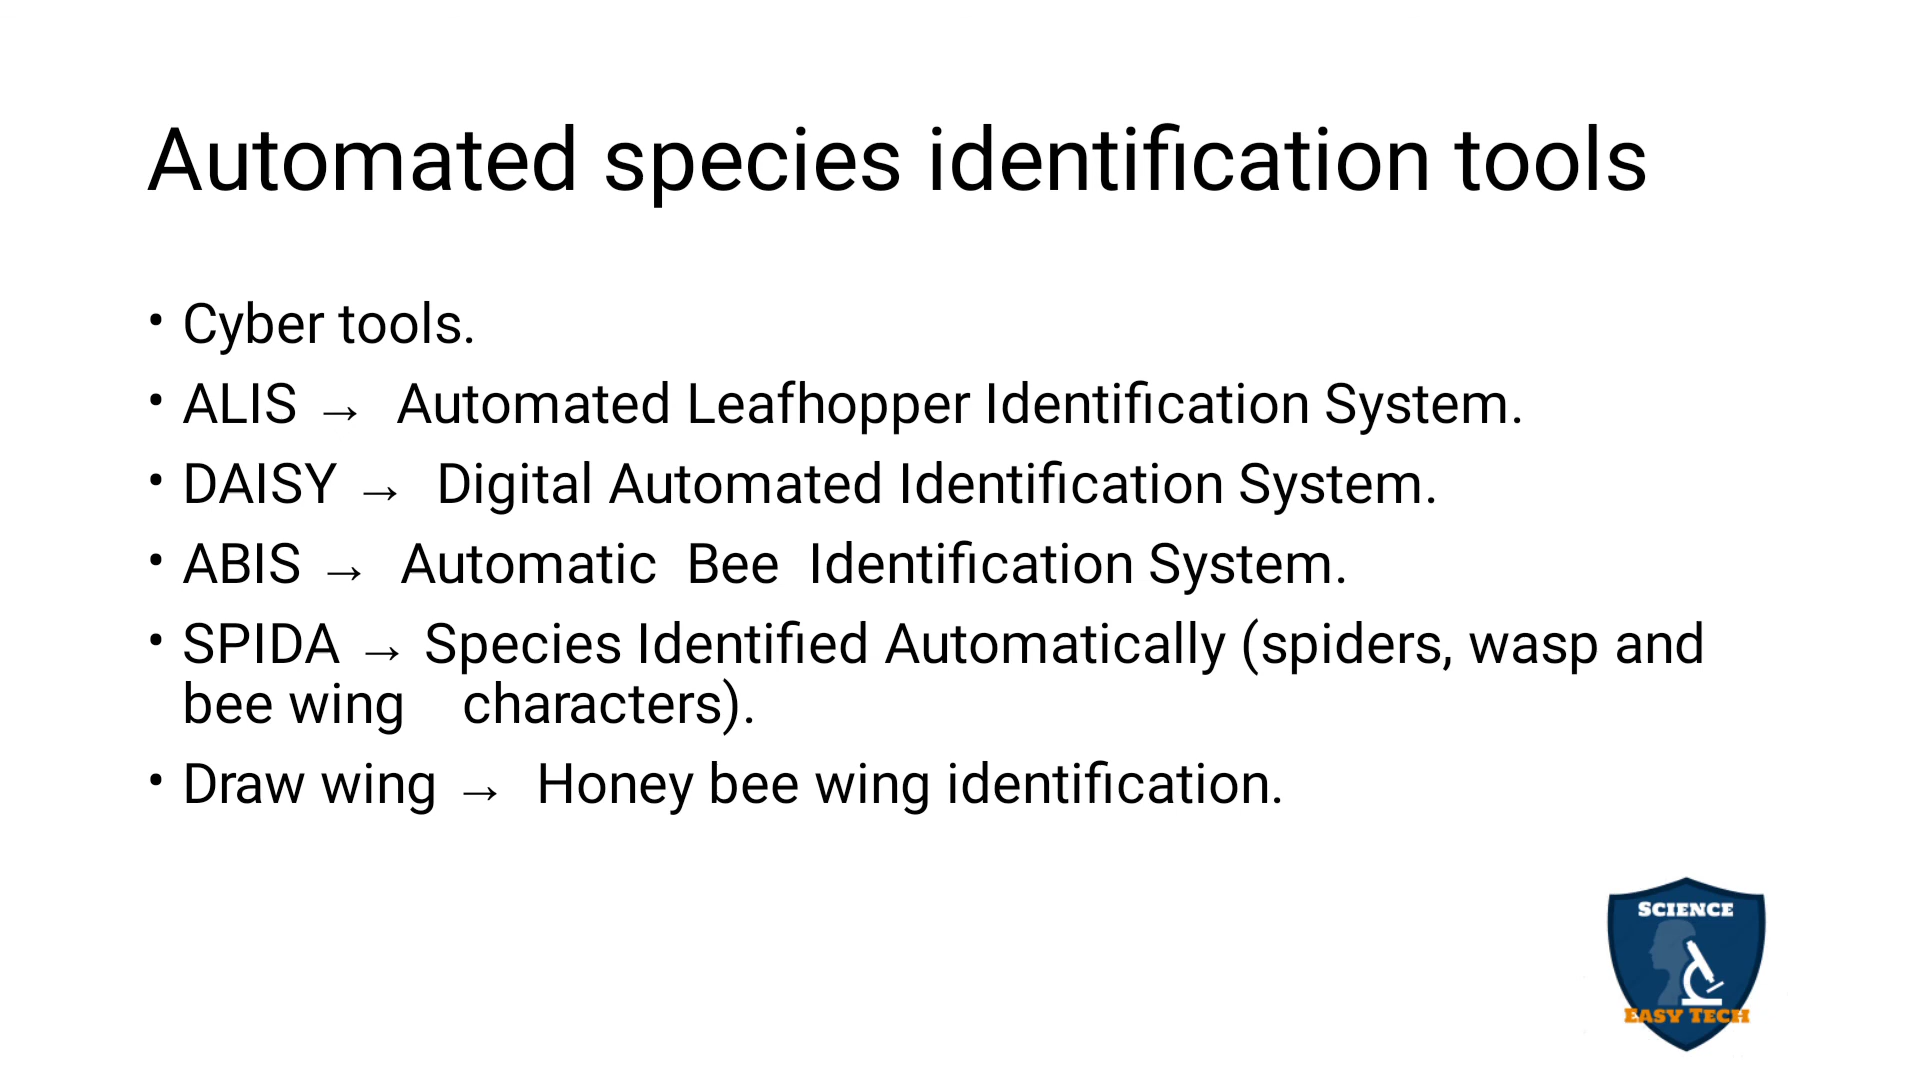 Automated species identification tools
• Cyber tools.
• ALIS → Automated Leafhopper Identification System.
• DAISY → Digital Automated Identification System.
• ABIS → Automatic Bee Identification System.
• SPIDA → Species Identified Automatically (spiders, wasp and
bee wing characters).
• Draw wing → Honey bee wing identification.
SCIENCE
EASY TECH